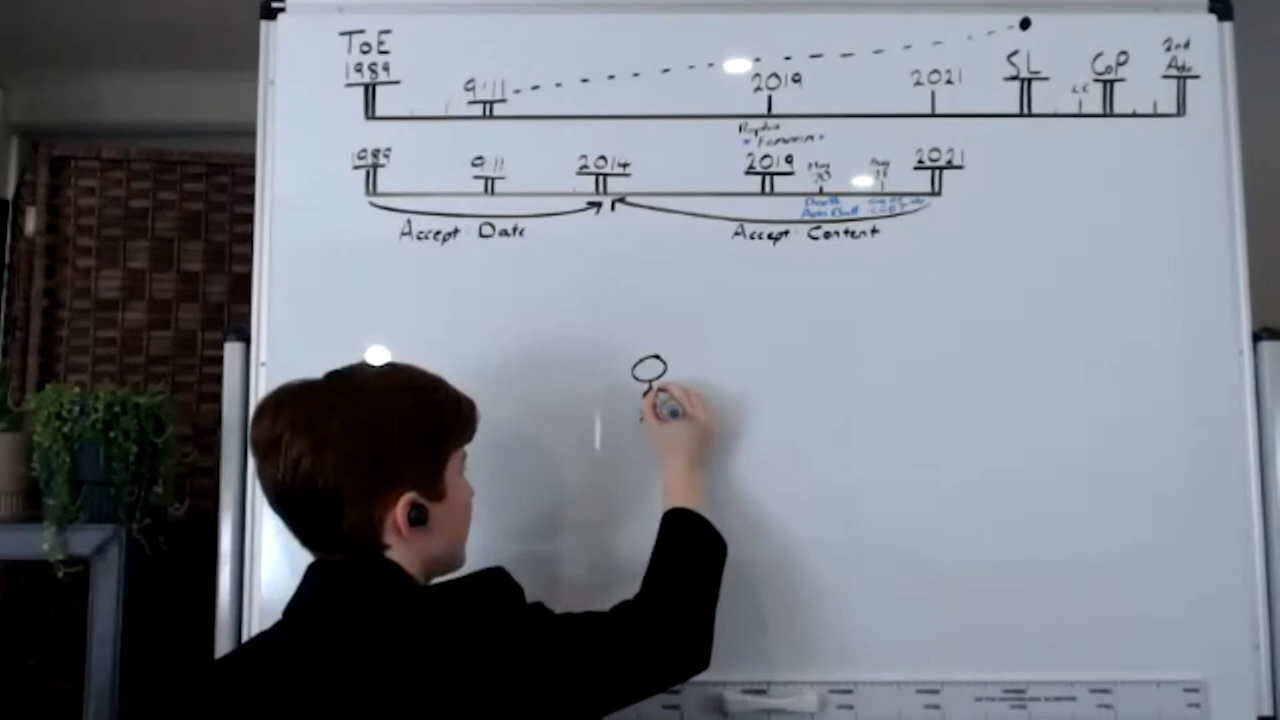 ToE
1989
9·11
2019
2021
SL
CoP
2nd
Adv.
1989
9·11
2014
2019
2021
Accept Date
Accept Content